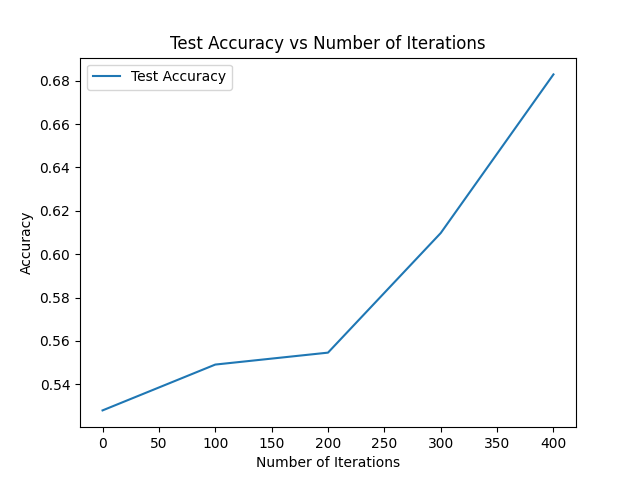 Test Accuracy vs Number of Iterations
Test Accuracy
0.68
0.66
0.64
0.62
0.60
0.58
0.56
0.54
Accuracy
0 50 100 150 200 250 300 350 400
Number of Iterations